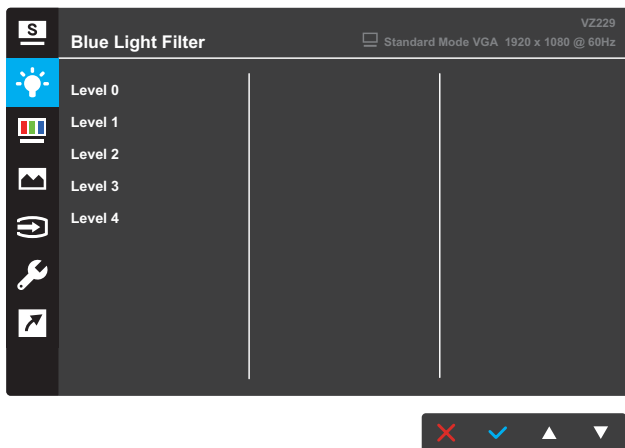 S
VZ229
Blue Light Filter
Standard Mode VGA 1920 x 1080 @ 60Hz
Level 0
Level 1
Level 2
Level 3
Level 4